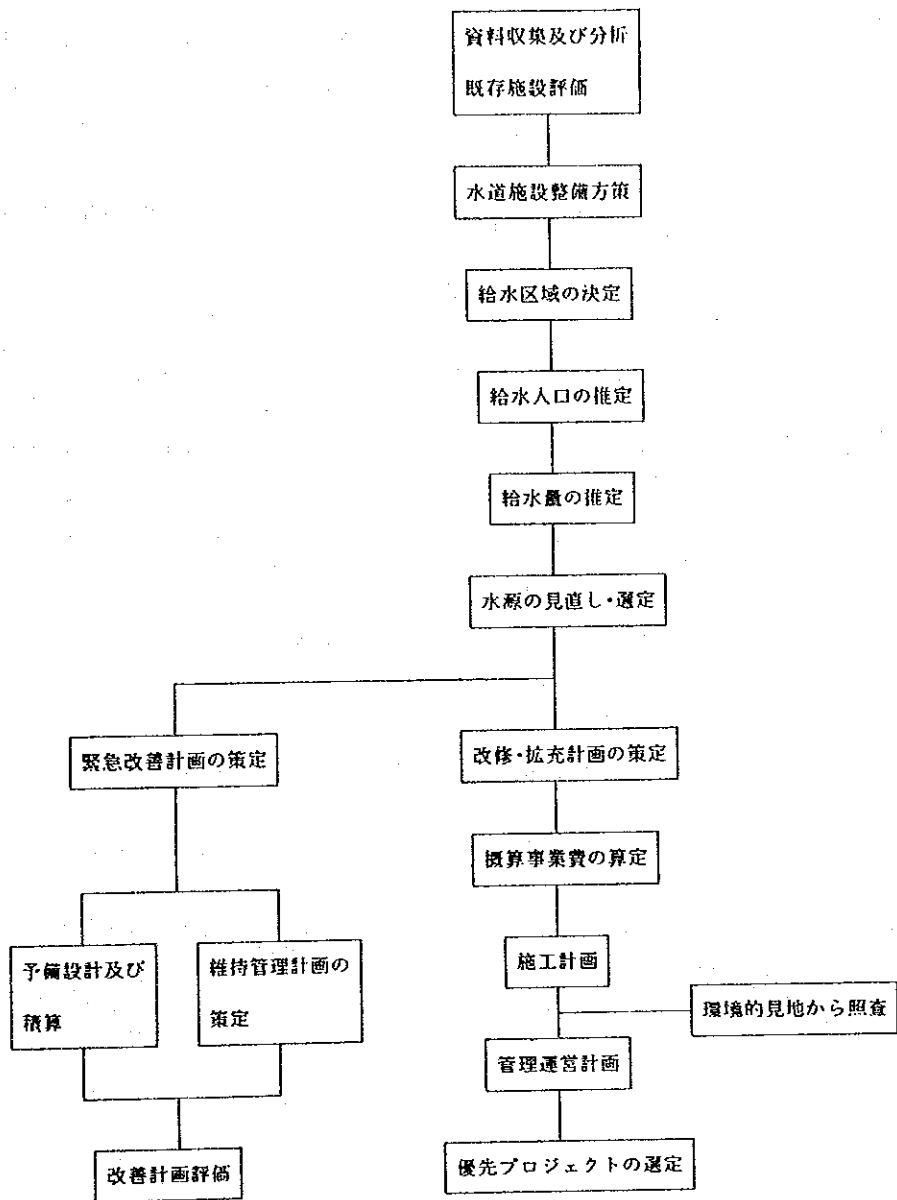 資料収集及び分析
既存施設評価
水道施設整備方策
給水区域の決定
給水人口の推定
給水量の推定
水源の見直し・選定
緊急改善計画の策定
改修・拡充計画の策定
概算事業費の算定
予備設計及び
積算
維持管理計画の
策定
施工計画
環境的見地から照査
管理運営計画
改善計画評価
優先プロジェクトの選定